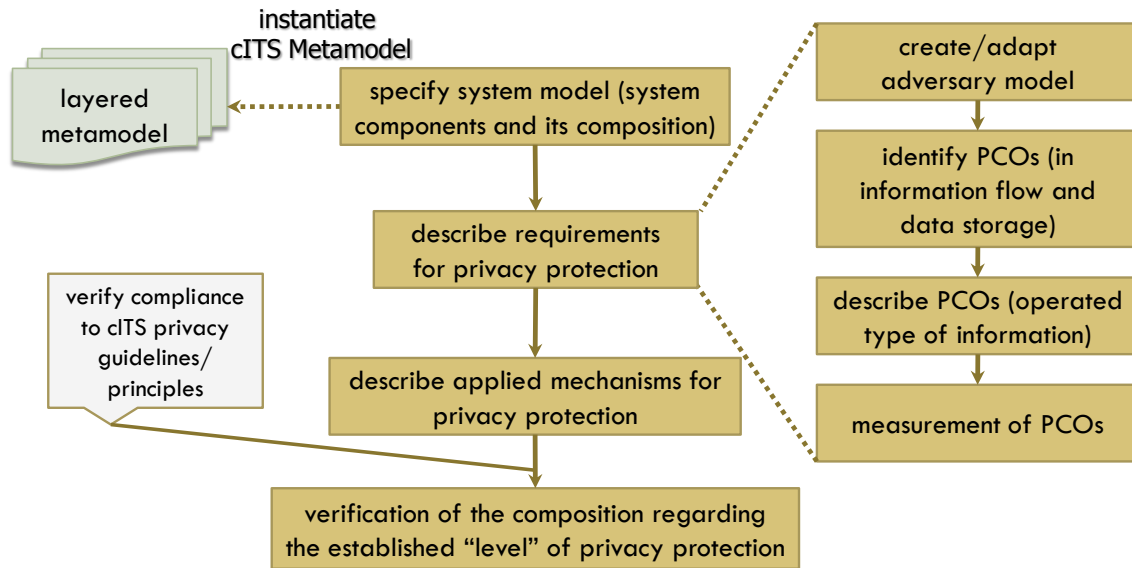 instantiate
cITS Metamodel
layered
metamodel
specify system model (system
components and its composition)
describe requirements
for privacy protection
verify compliance
to cITS privacy
guidelines/
principles
describe applied mechanisms for
privacy protection
verification of the composition regarding
the established “level” of privacy protection
create/adapt
adversary model
identify PCOs (in
information flow and
data storage)
describe PCOs (operated
type of information)
measurement of PCOs